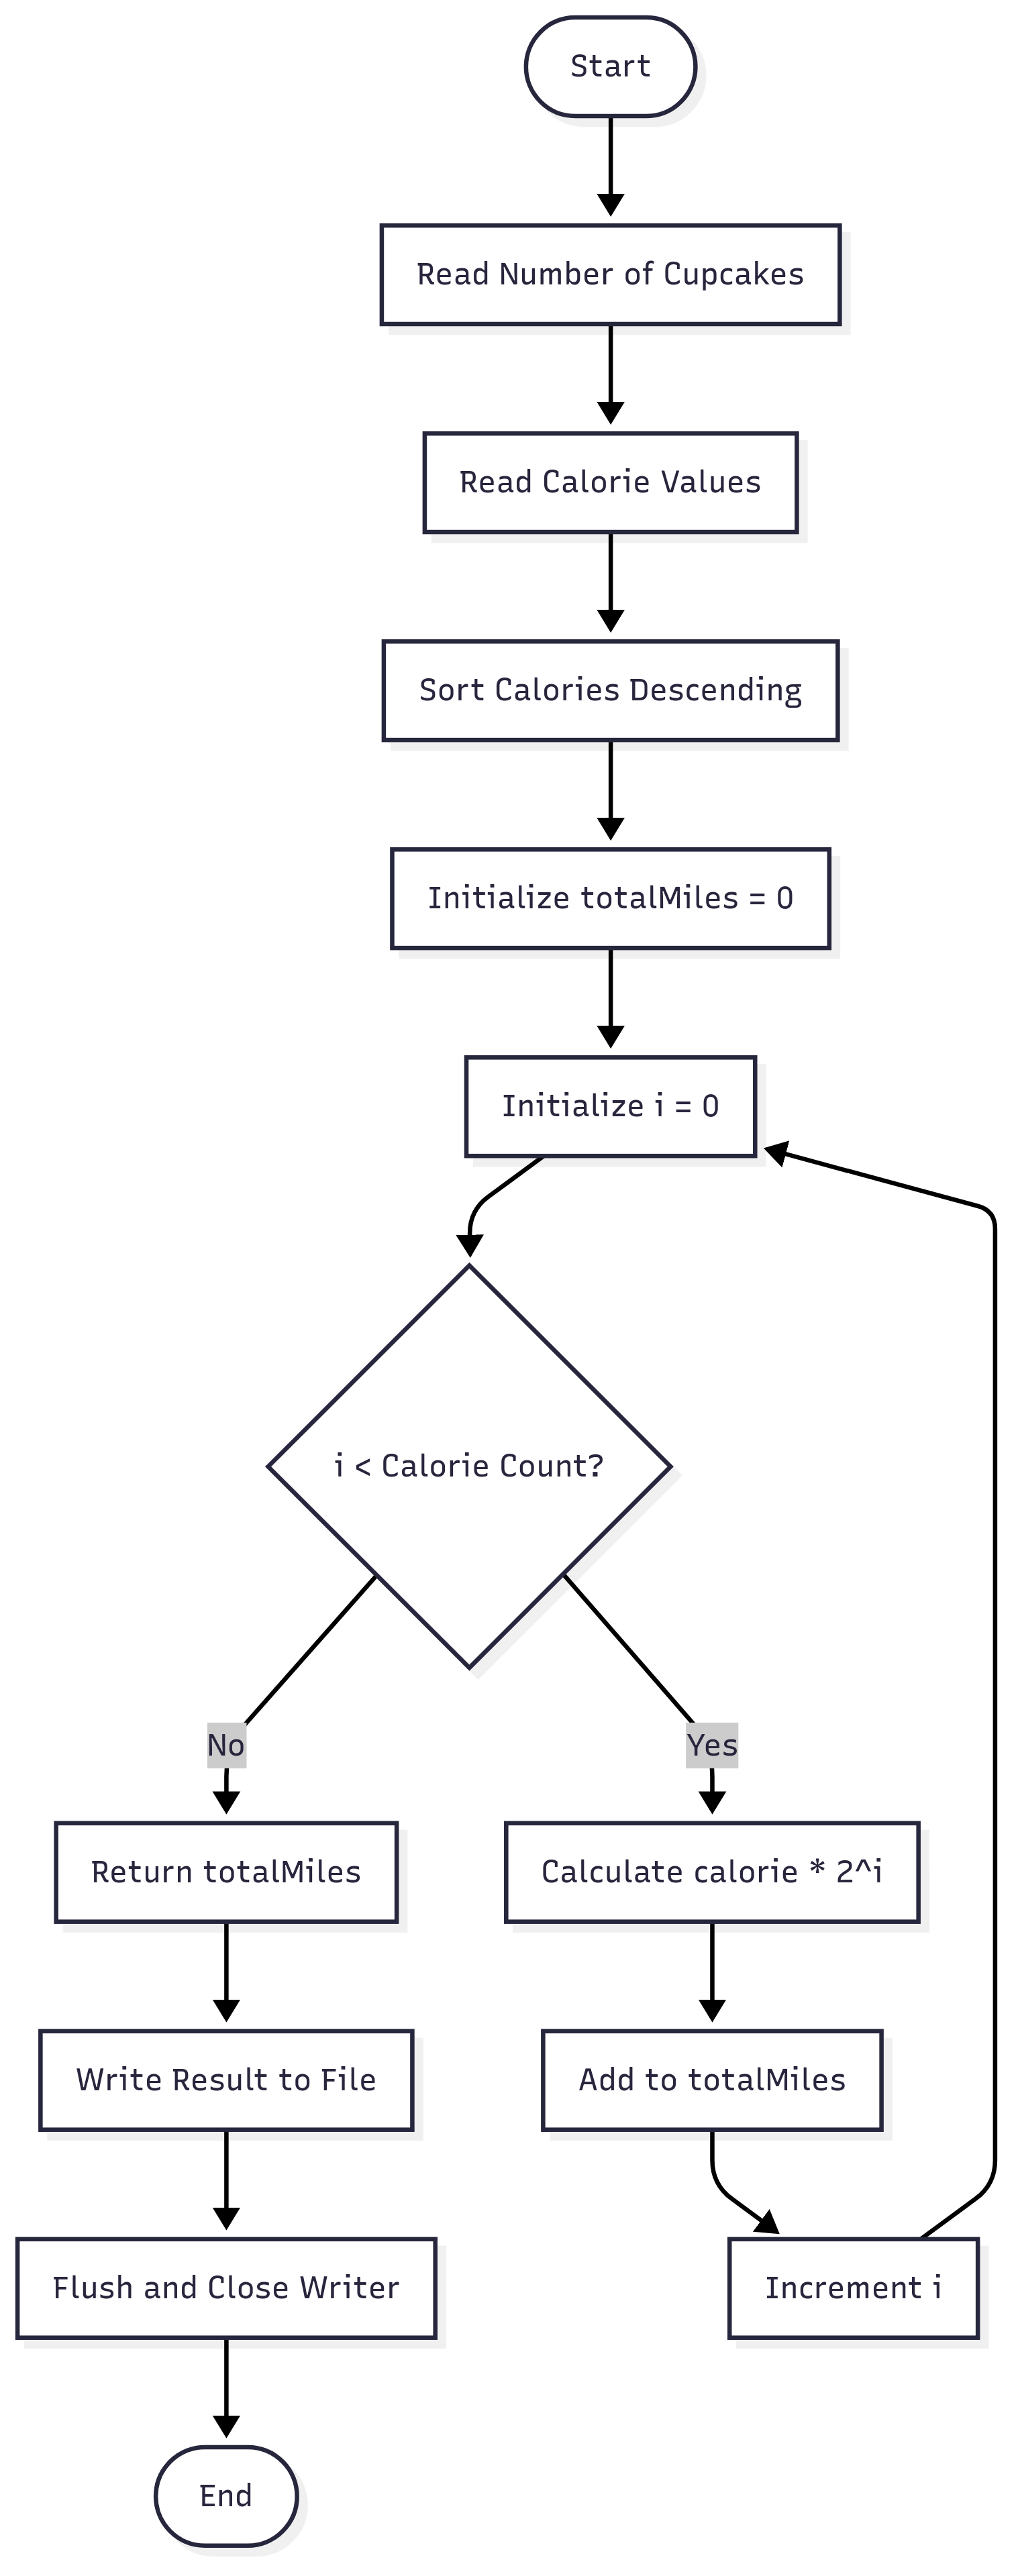 Start
Read Number of Cupcakes
Read Calorie Values
Sort Calories Descending
Initialize totalMiles = 0
Initialize i = 0
i < Calorie Count?
No
Yes
Return totalMiles
Calculate calorie * 2^i
Write Result to File
Add to totalMiles
Flush and Close Writer
Increment i
End